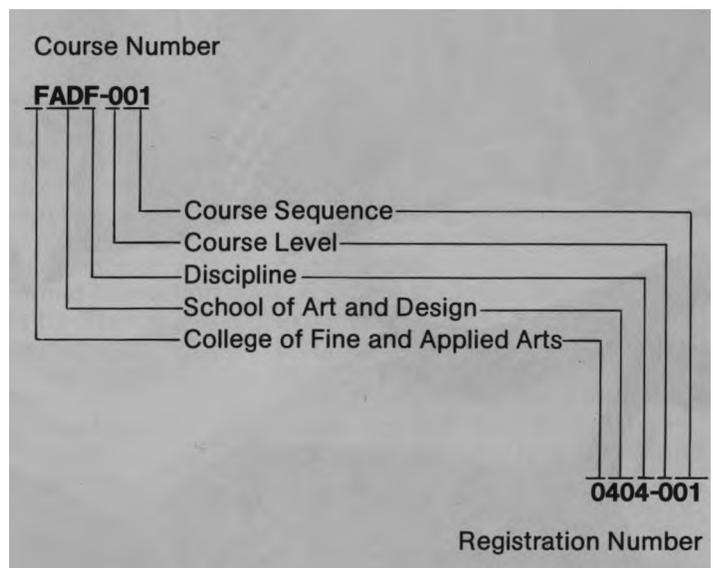 Course Number
FADF-001
Course Sequence
Course Level
Discipline
School of Art and Design
College of Fine and Applied Arts
0404-001
Registration Number